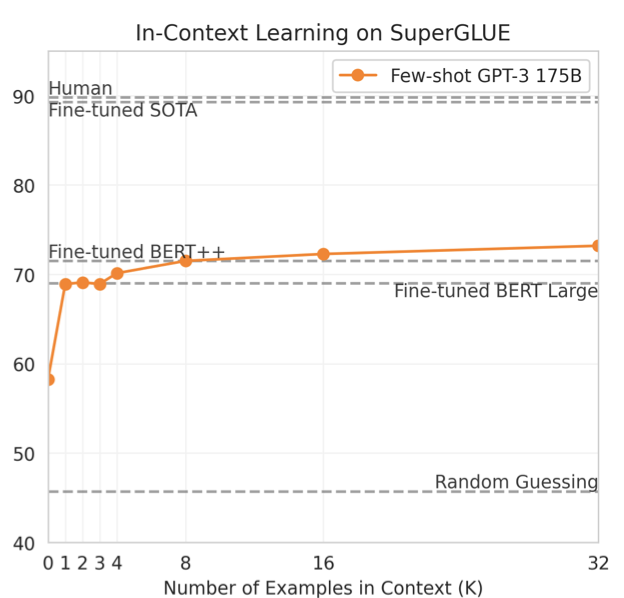 In-Context Learning on SuperGLUE
Few-shot GPT-3 175B
Human
90
Fine-tuned SOTA
80
Fine-tuned BERT++
70
Fine-tuned BERT Large
60
50
Random Guessing
40
0 1 2 3 4 8 16 32
Number of Examples in Context (K)